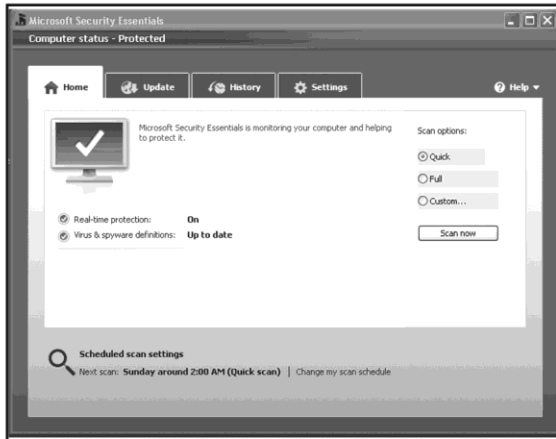 Microsoft Security Essentials
Computer status - Protected
Home Update History Settings Help
Microsoft Security Essentials is monitoring your computer and helping
to protect it.
Scan options:
Quick
Full
Custom...
Scan now
Real-time protection: On
Virus & spyware definitions: Up to date
Scheduled scan settings
Next scan: Sunday around 2:00 AM (Quick scan) | Change my scan schedule